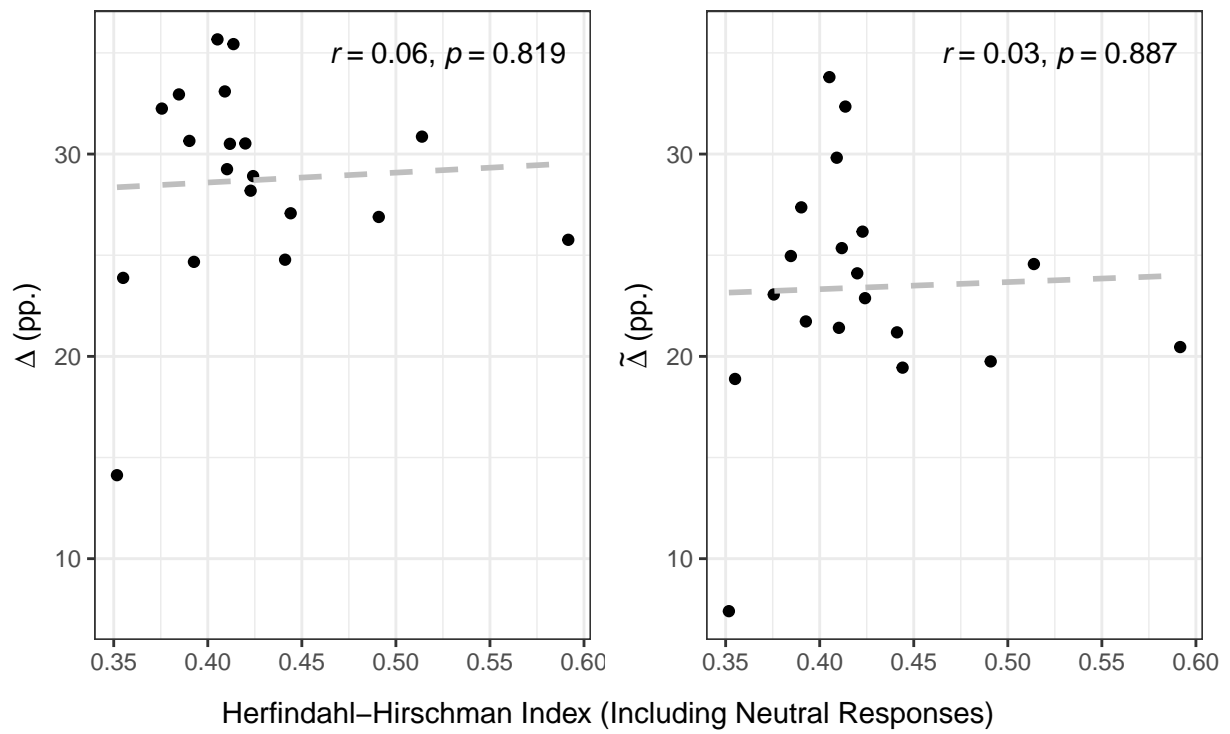 r = 0.06, p = 0.819
r = 0.03, p = 0.887
Δ (pp.)
30
20
10
0.35 0.40 0.45 0.50 0.55 0.60
Δ̃ (pp.)
30
20
10
0.35 0.40 0.45 0.50 0.55 0.60
Herfindahl–Hirschman Index (Including Neutral Responses)